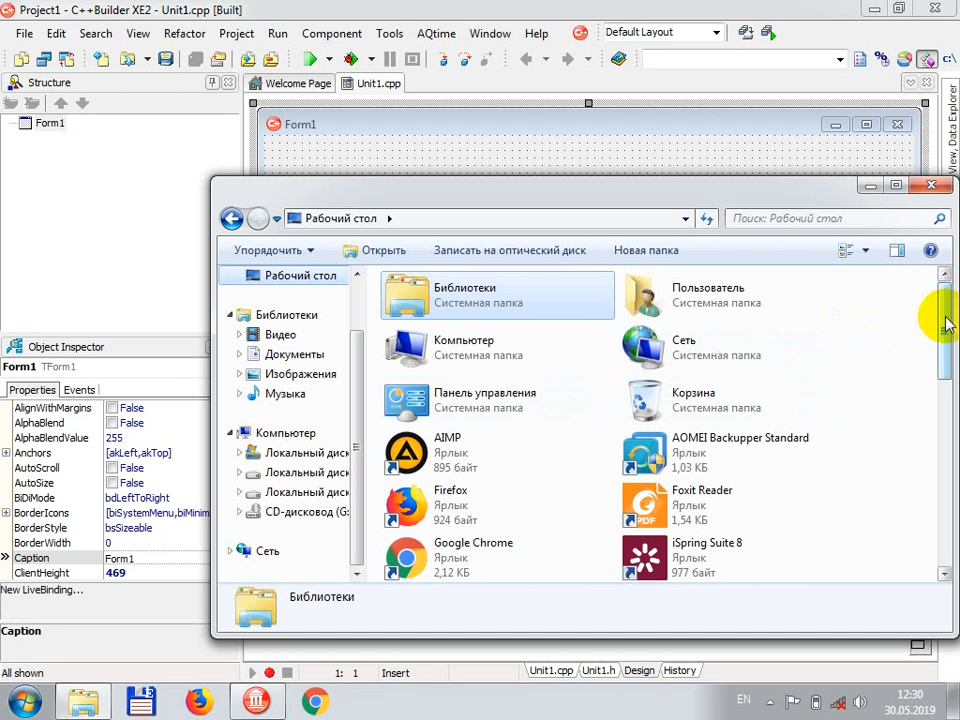 Project1 - C++Builder XE2 - Unit1.cpp [Built]
File Edit Search View Refactor Project Run Component Tools AQtime Window Help
Default Layout
Structure
Welcome Page
Unit1.cpp
Form1
Form1
View, Data Explorer
Рабочий стол
Поиск: Рабочий стол
Упорядочить
Открыть
Записать на оптический диск
Новая папка
Рабочий стол
Библиотеки
Видео
Документы
Изображения
Музыка
Компьютер
Локальный дис
Локальный дис
Локальный дис
CD-дисковод (G:
Сеть
Библиотеки
Системная папка
Пользователь
Системная папка
Компьютер
Системная папка
Сеть
Системная папка
Панель управления
Системная папка
Корзина
Системная папка
AIMP
Ярлык
895 байт
AOMEI Backupper Standard
Ярлык
1,03 КБ
Firefox
Ярлык
924 байт
Foxit Reader
Ярлык
1,54 КБ
PDF
Google Chrome
Ярлык
2,12 КБ
iSpring Suite 8
Ярлык
977 байт
Библиотеки
Object Inspector
Form1 TForm1
Properties Events
AlignWithMargins False
AlphaBlend False
AlphaBlendValue 255
Anchors [akLeft,akTop]
AutoScroll False
AutoSize False
BiDiMode bdLeftToRight
BorderIcons [biSystemMenu,biMinim
BorderStyle bsSizeable
BorderWidth 0
Caption Form1
ClientHeight 469
New LiveBinding...
Caption
All shown
1: 1 Insert
Unit1.cpp Unit1.h Design History
EN
12:30
30.05.2019